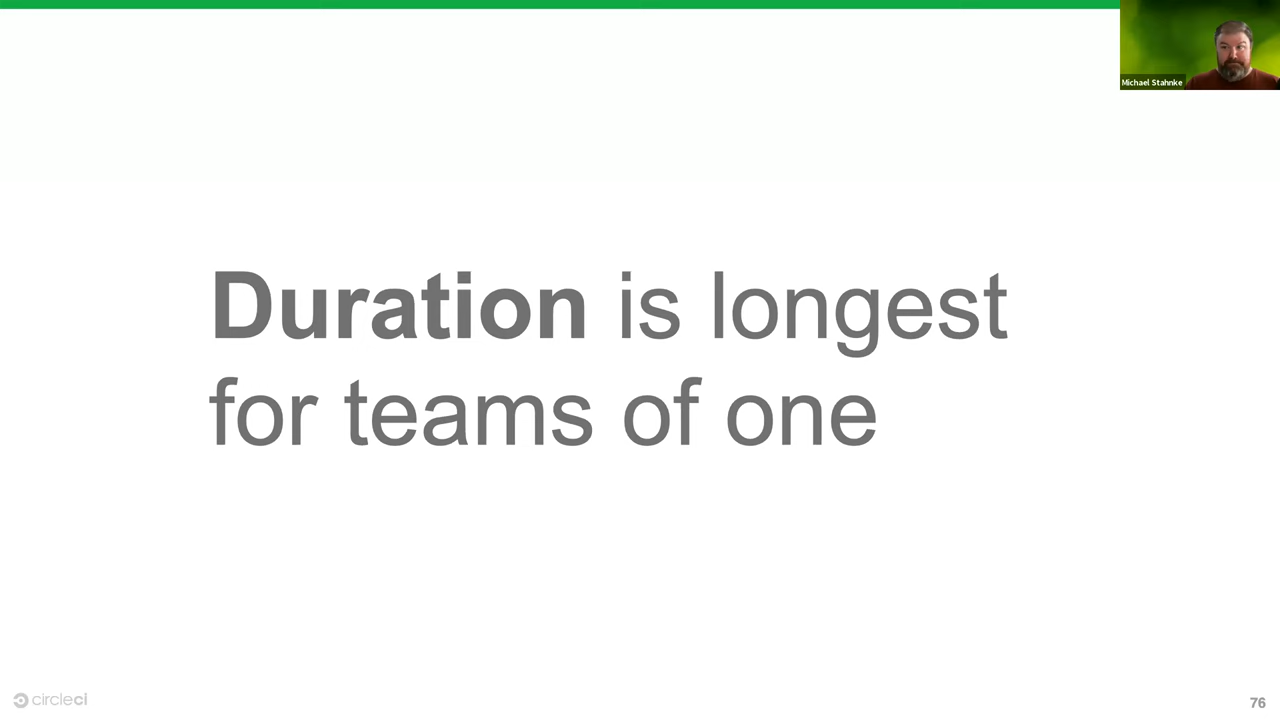 Michael Stahnke
Duration is longest
for teams of one
circleci
76